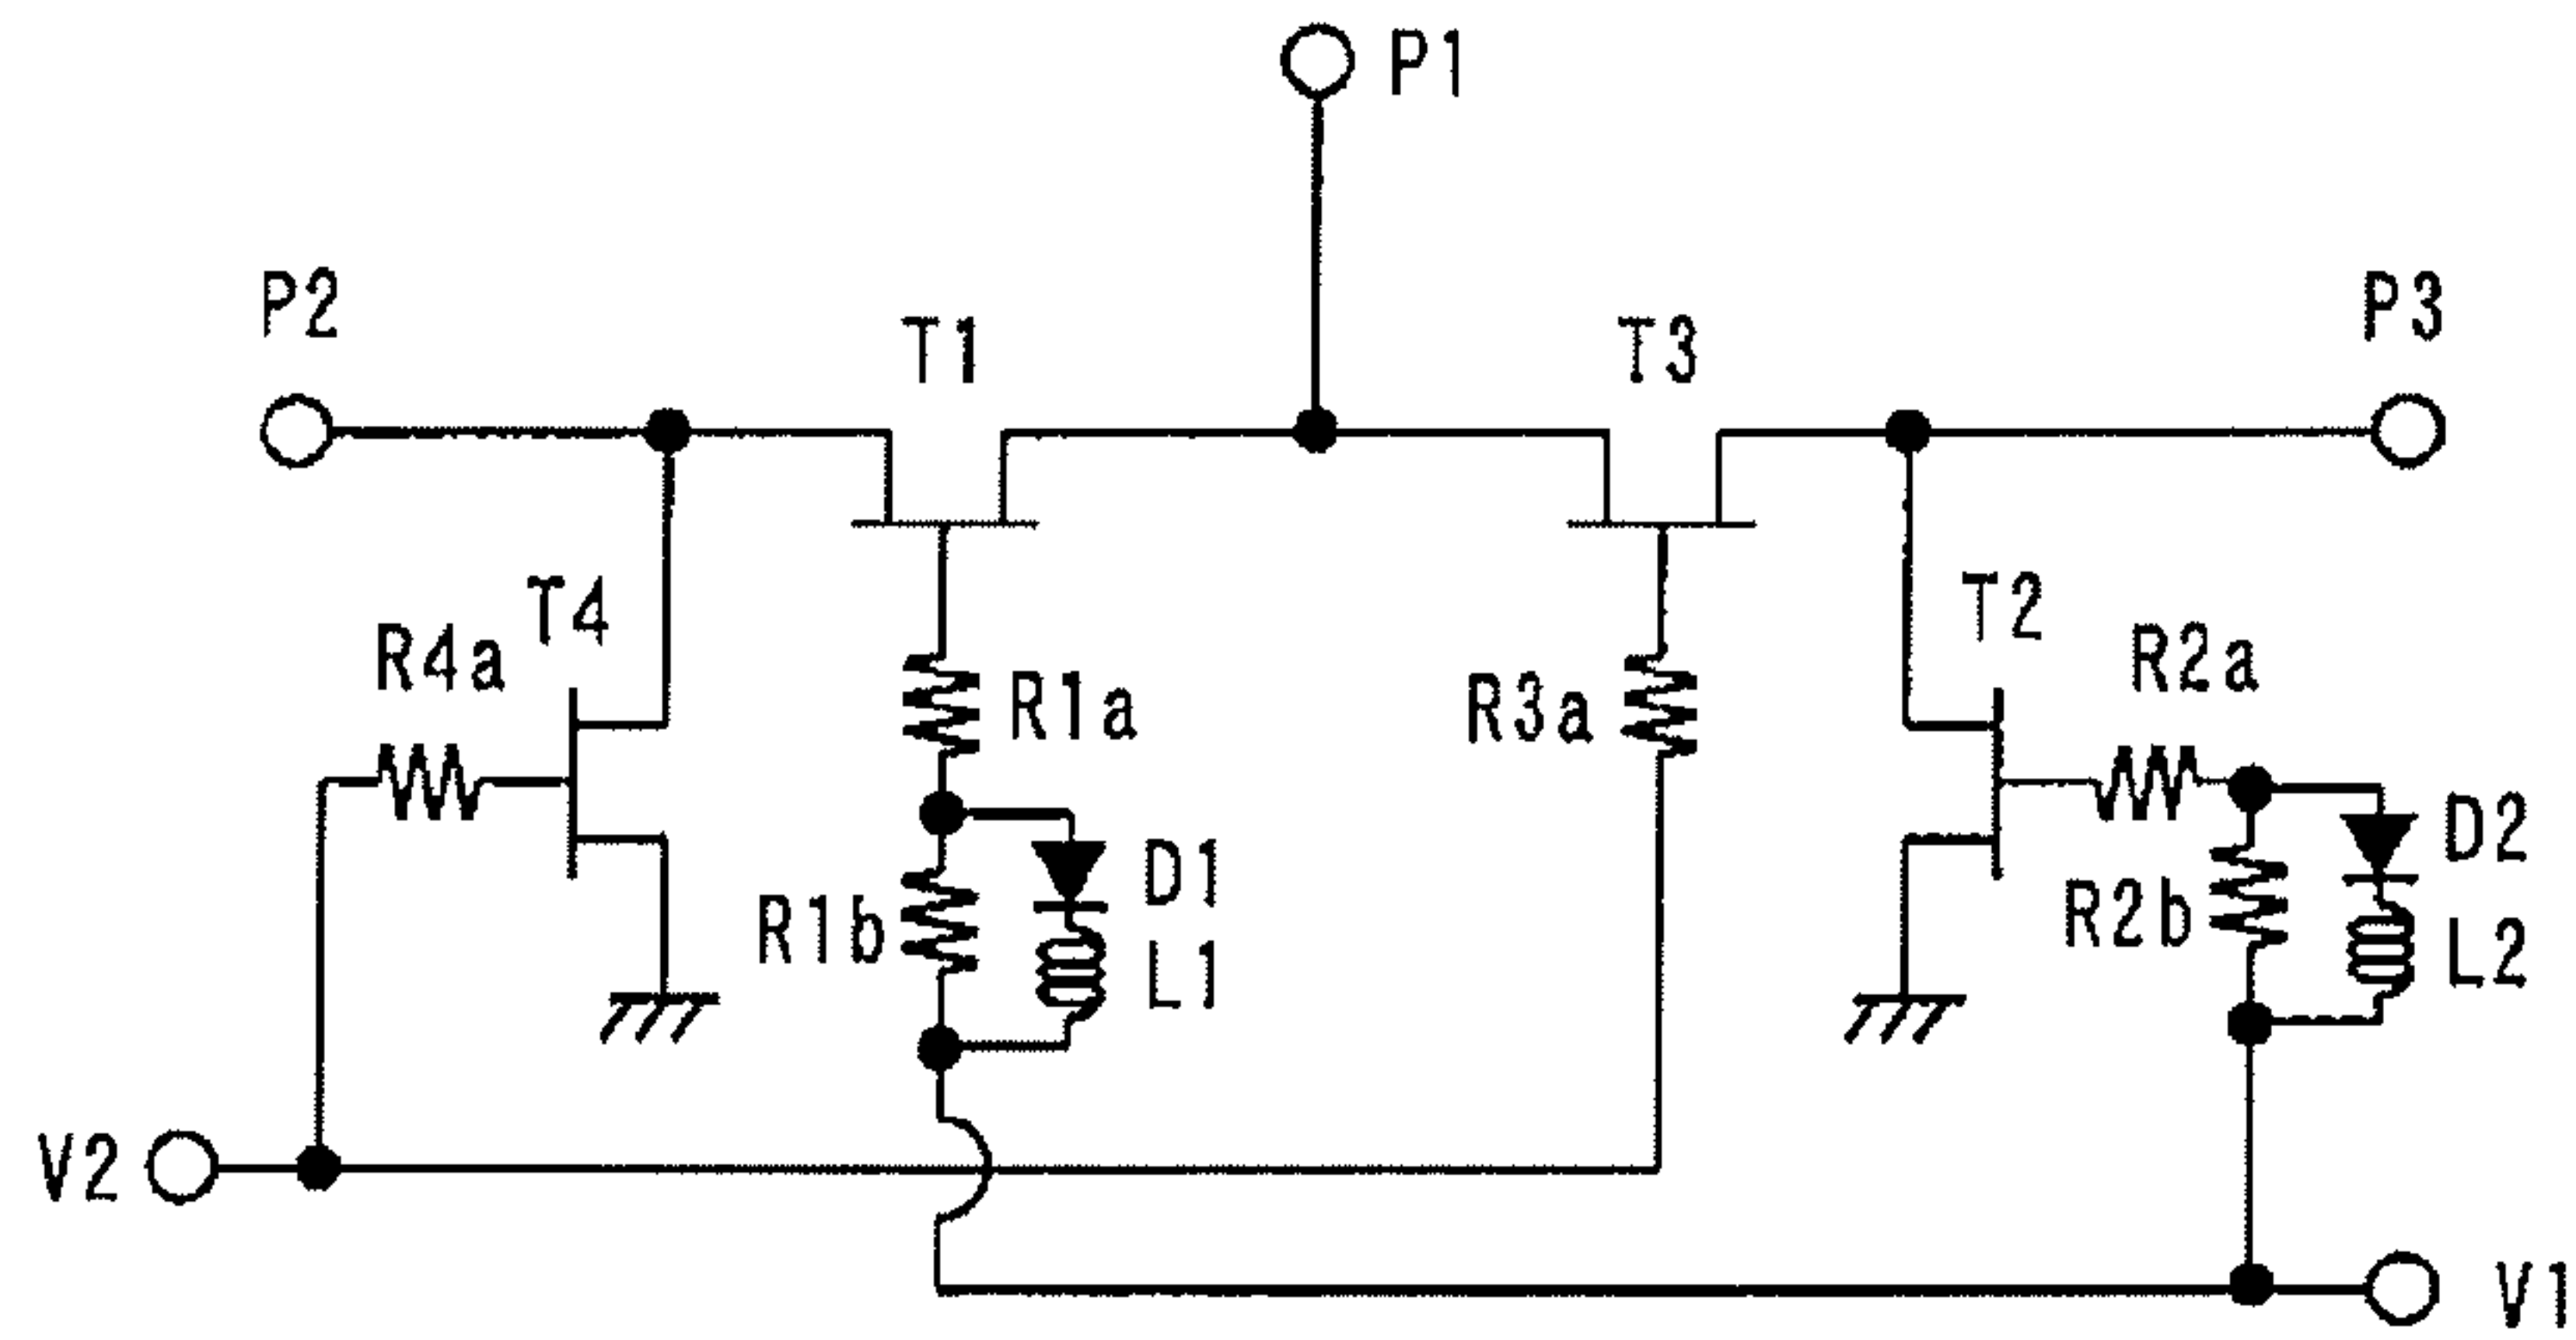 P1
P2
T1
T3
P3
T4
R4a
T2
R2a
R1a
R3a
D1
D2
R1b
L1
R2b
L2
V2
V1